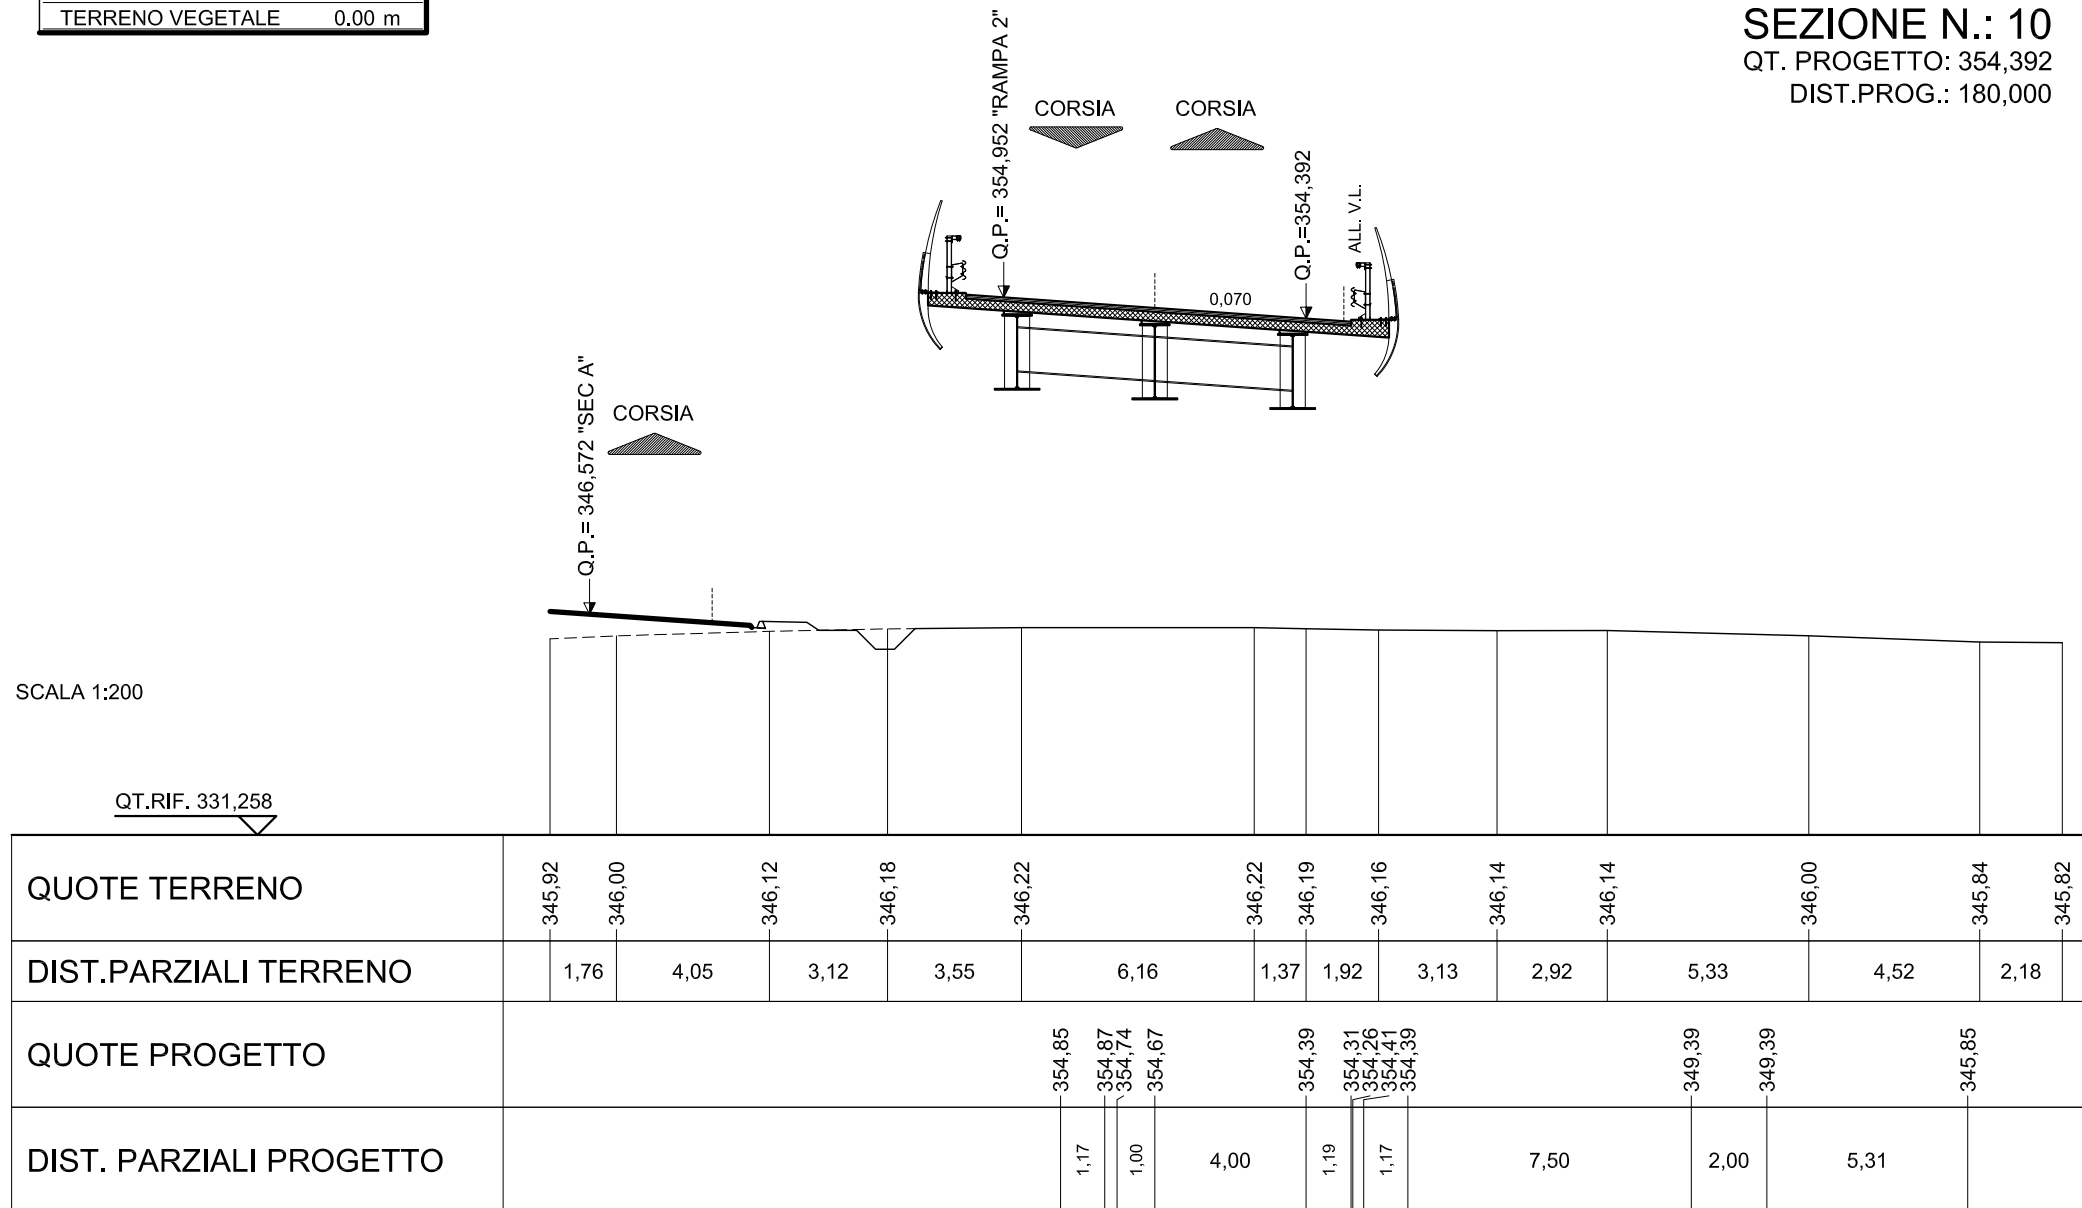 TERRENO VEGETALE 0.00 m
SEZIONE N.: 10
QT. PROGETTO: 354,392
DIST.PROG.: 180,000
Q.P.= 354,952 "RAMPA 2"
CORSIA
CORSIA
Q.P.=354,392
ALL. V.L.
0,070
Q.P.= 346,572 "SEC A"
CORSIA
SCALA 1:200
QT.RIF. 331,258
QUOTE TERRENO 345,92 346,00 346,12 346,18 346,22 346,22 346,19 346,16 346,14 346,14 346,00 345,84 345,82
DIST.PARZIALI TERRENO 1,76 4,05 3,12 3,55 6,16 1,37 1,92 3,13 2,92 5,33 4,52 2,18
QUOTE PROGETTO 354,85 354,87 354,74 354,67 354,39 354,31 354,26 354,41 354,39 349,39 349,39 345,85
DIST. PARZIALI PROGETTO 1,17 1,00 4,00 1,19 1,17 7,50 2,00 5,31